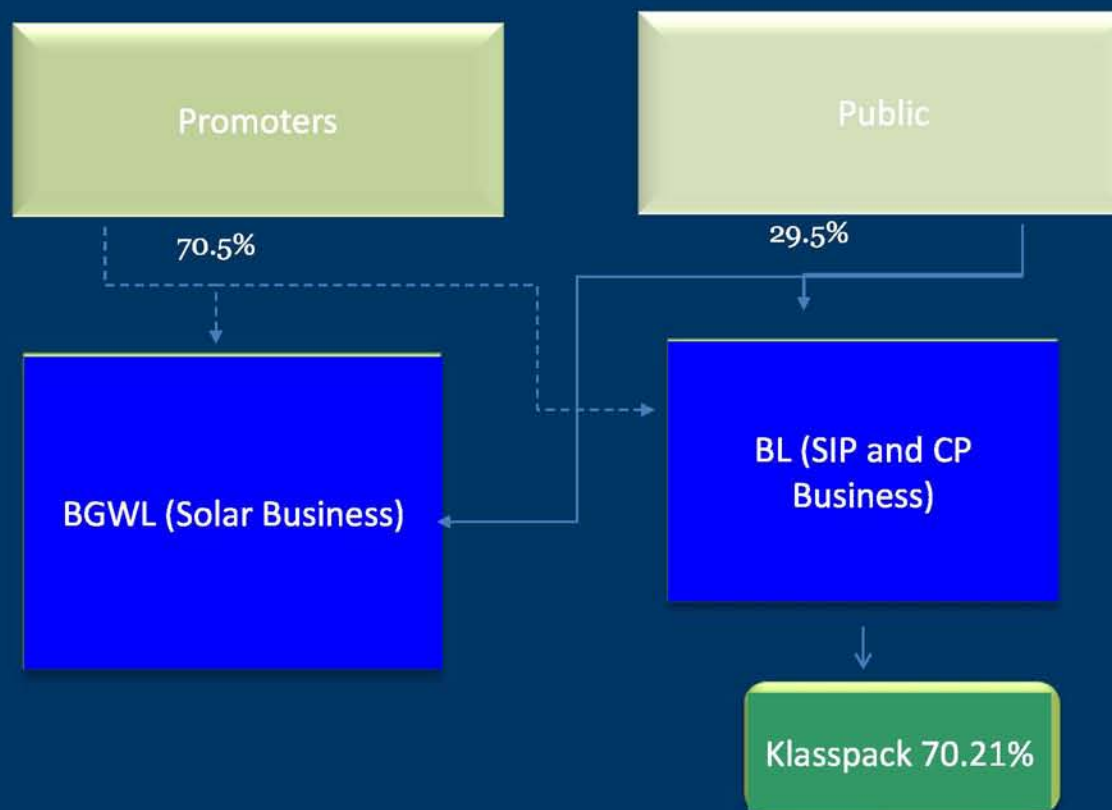 Promoters
Public
70.5%
29.5%
BGWL (Solar Business)
BL (SIP and CP
Business)
Klasspack 70.21%